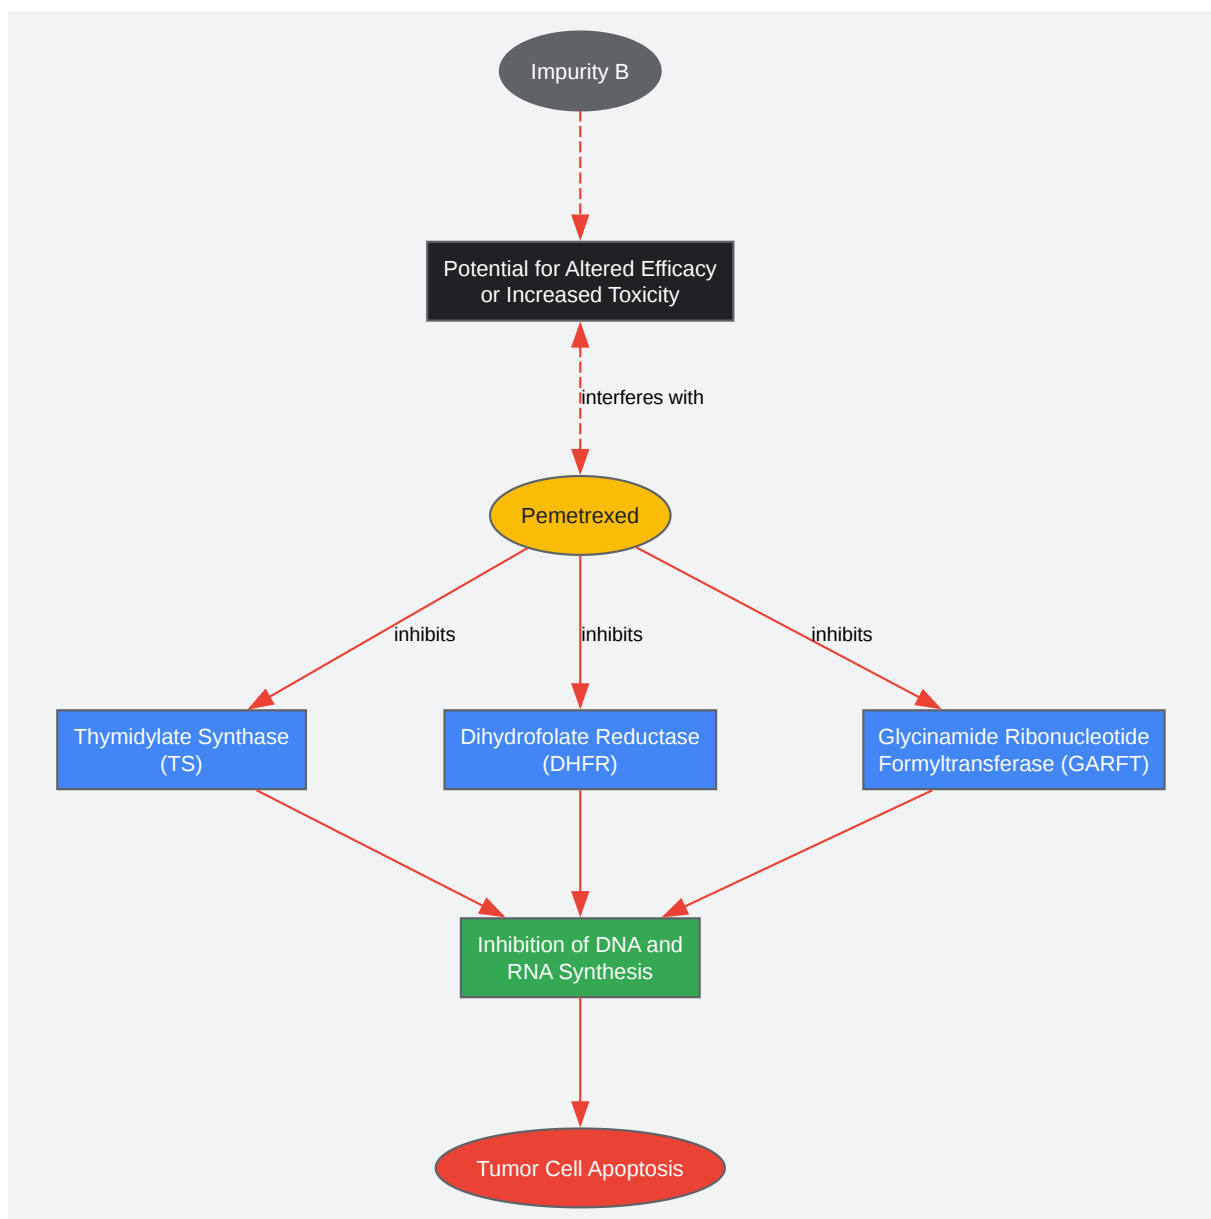 Impurity B
Potential for Altered Efficacy
or Increased Toxicity
interferes with
Pemetrexed
inhibits
inhibits
inhibits
Thymidylate Synthase
(TS)
Dihydrofolate Reductase
(DHFR)
Glycinamide Ribonucleotide
Formyltransferase (GARFT)
Inhibition of DNA and
RNA Synthesis
Tumor Cell Apoptosis